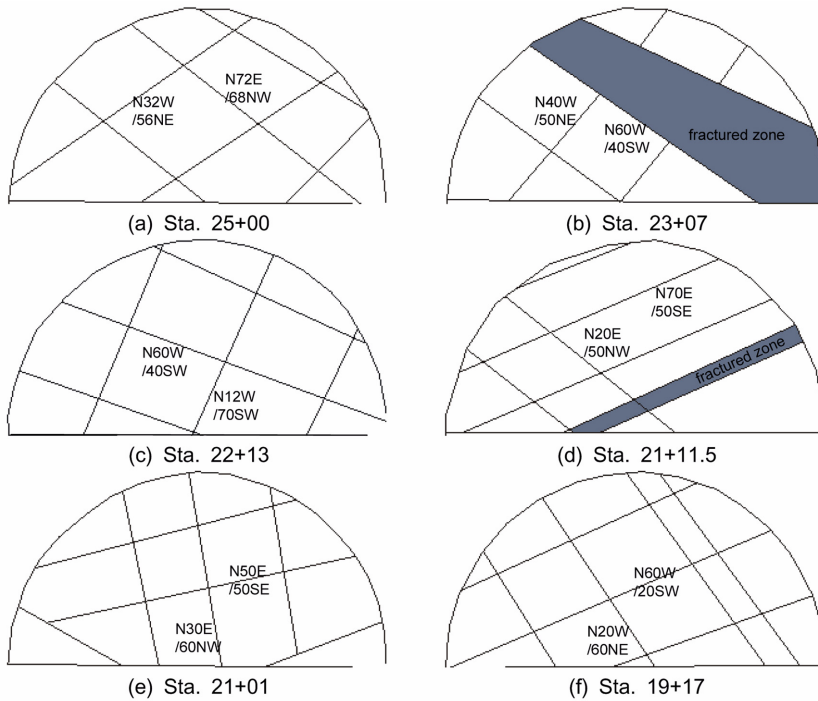 N72E
/68NW
N32W
/56NE
(a) Sta. 25+00
N40W
/50NE
N60W
/40SW
fractured zone
(b) Sta. 23+07
N60W
/40SW
N12W
/70SW
(c) Sta. 22+13
N70E
/50SE
N20E
/50NW
fractured zone
(d) Sta. 21+11.5
N50E
/50SE
N30E
/60NW
(e) Sta. 21+01
N60W
/20SW
N20W
/60NE
(f) Sta. 19+17